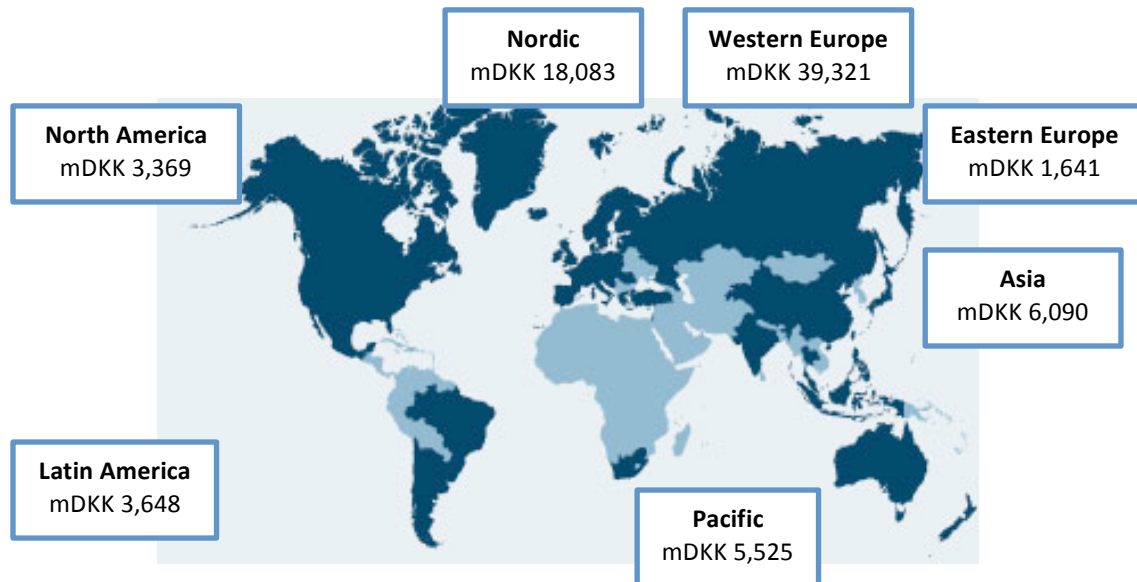 Nordic
mDKK 18,083
Western Europe
mDKK 39,321
North America
mDKK 3,369
Eastern Europe
mDKK 1,641
Asia
mDKK 6,090
Latin America
mDKK 3,648
Pacific
mDKK 5,525